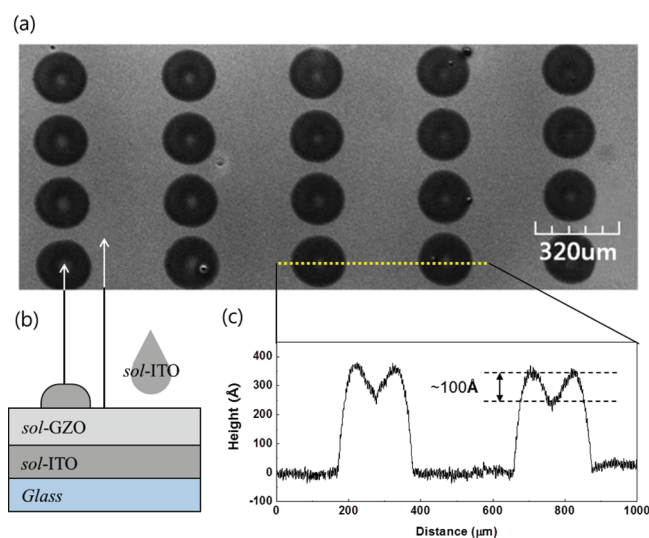 (a)
320um
(b)
sol-ITO
sol-GZO
sol-ITO
Glass
(c)
400
300
200
100
0
-100
Height (Å)
~100Å
0
200
400
600
800
1000
Distance (μm)